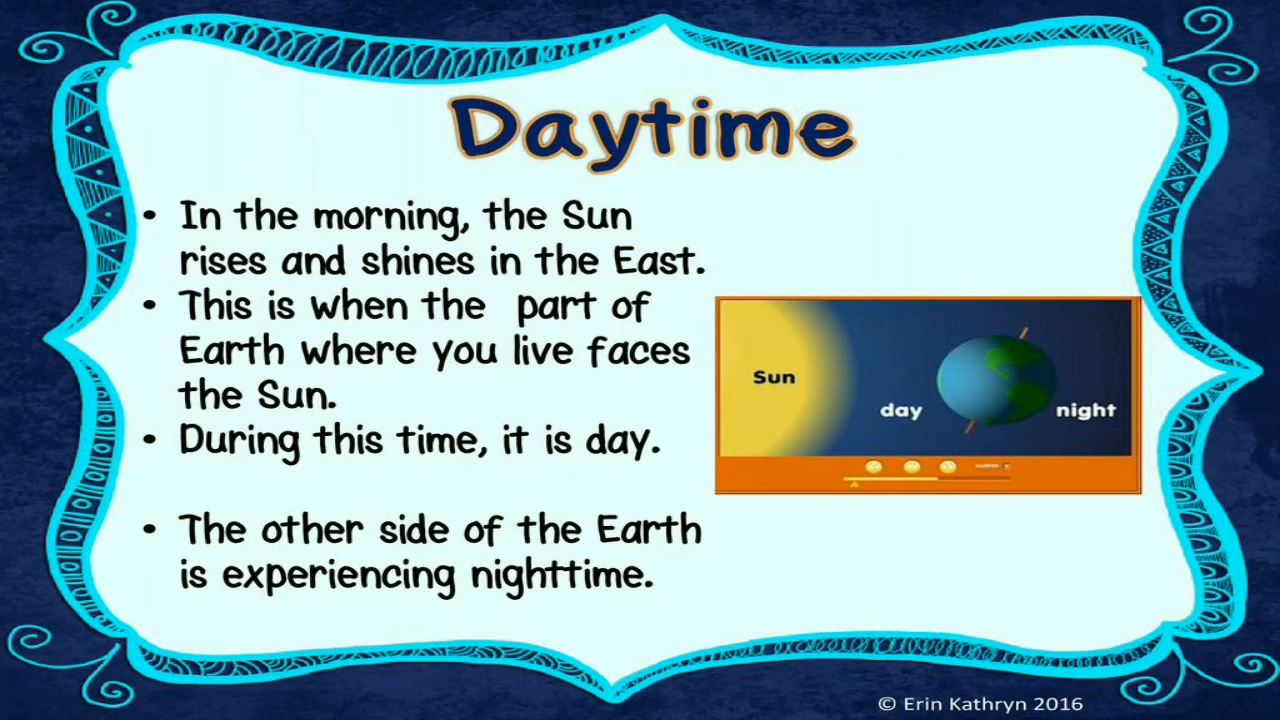 Daytime
• In the morning, the Sun
rises and shines in the East.
• This is when the part of
Earth where you live faces
the Sun.
• During this time, it is day.
• The other side of the Earth
is experiencing nighttime.
Sun
day
night
AUDIO
© Erin Kathryn 2016